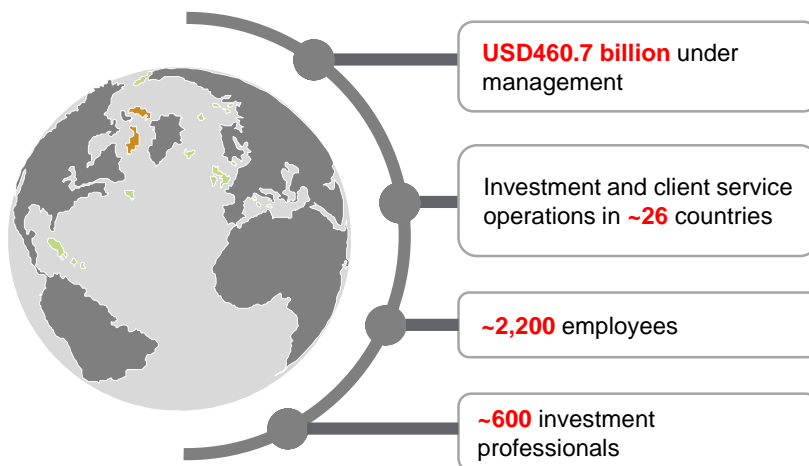 USD460.7 billion under
management
Investment and client service
operations in ~26 countries
~2,200 employees
~600 investment
professionals